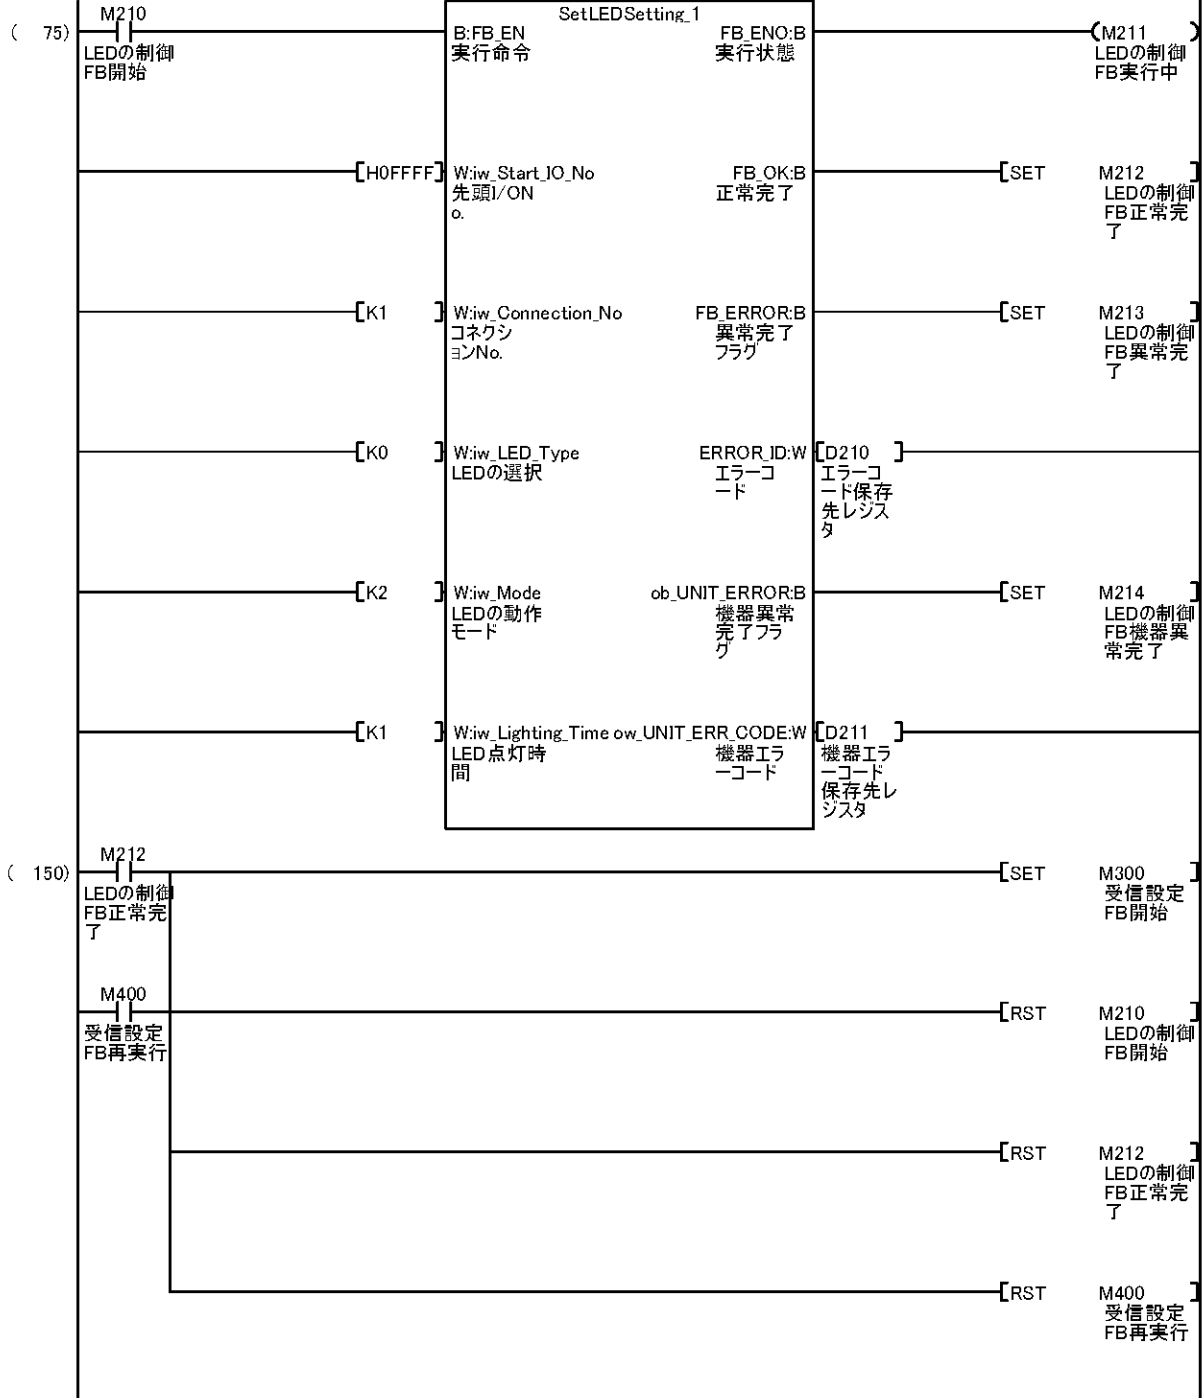 M210
SetLEDSetting_1
( 75)
B:FB_EN
FB_ENO:B
(M211 )
LEDの制御
FB開始
実行命令
実行状態
LEDの制御
FB実行中
[H0FFFF]
W:iw_Start_IO_No
先頭I/ON
o.
FB_OK:B
正常完了
[SET M212 ]
LEDの制御
FB正常完
了
[K1 ]
W:iw_Connection_No
コネクシ
ョンNo.
FB_ERROR:B
異常完了
フラグ
[SET M213 ]
LEDの制御
FB異常完
了
[K0 ]
W:iw_LED_Type
LEDの選択
ERROR_ID:W
エラーコ
ード
[D210 ]
エラーコ
ード保存
先レジス
タ
[K2 ]
W:iw_Mode
LEDの動作
モード
ob_UNIT_ERROR:B
機器異常
完了フラ
グ
[SET M214 ]
LEDの制御
FB機器異
常完了
[K1 ]
W:iw_Lighting_Time
LED点灯時
間
ow_UNIT_ERR_CODE:W
機器エラ
ーコード
[D211 ]
機器エラ
ーコード
保存先レ
ジスタ
M212
( 150)
LEDの制御
FB正常完
了
[SET M300 ]
受信設定
FB開始
M400
受信設定
FB再実行
[RST M210 ]
LEDの制御
FB開始
[RST M212 ]
LEDの制御
FB正常完
了
[RST M400 ]
受信設定
FB再実行